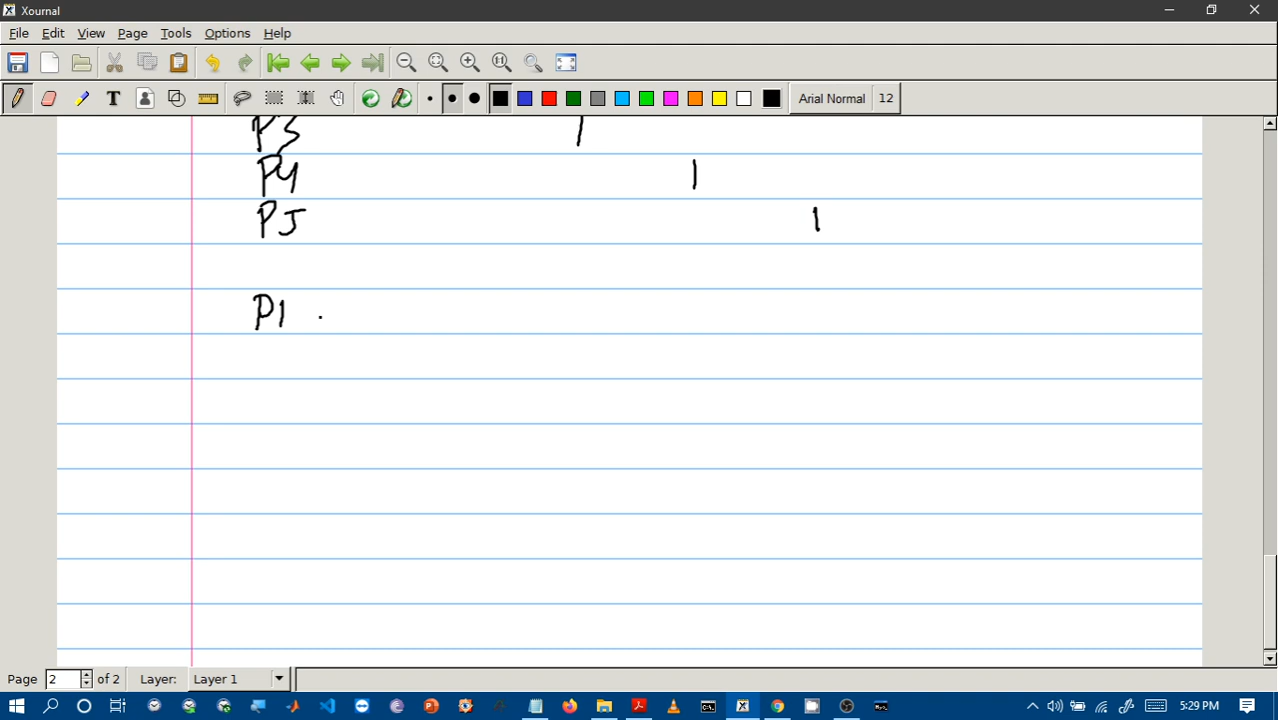 Xournal
File Edit View Page Tools Options Help
Arial Normal 12
P3 1
P4 1
P5 1
P1 .
Page 2 of 2 Layer: Layer 1
5:29 PM